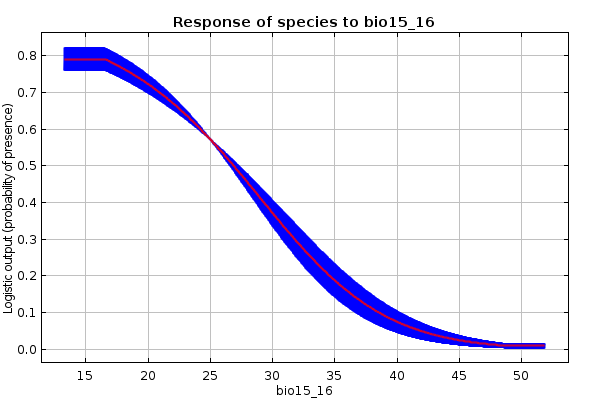 Response of species to bio15_16
Logistic output (probability of presence)
0.8
0.7
0.6
0.5
0.4
0.3
0.2
0.1
0.0
15 20 25 30 35 40 45 50
bio15_16